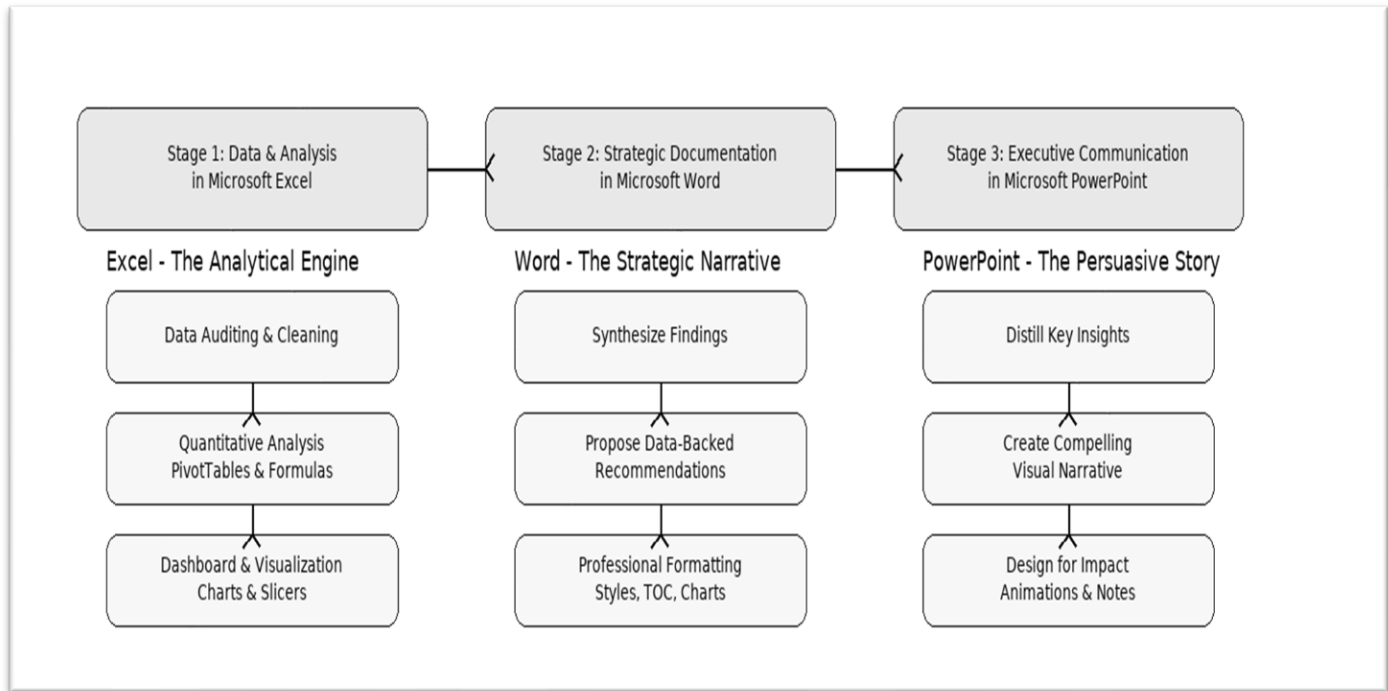 Stage 1: Data & Analysis
in Microsoft Excel
Stage 2: Strategic Documentation
in Microsoft Word
Stage 3: Executive Communication
in Microsoft PowerPoint
Excel - The Analytical Engine
Data Auditing & Cleaning
Quantitative Analysis
PivotTables & Formulas
Dashboard & Visualization
Charts & Slicers
Word - The Strategic Narrative
Synthesize Findings
Propose Data-Backed
Recommendations
Professional Formatting
Styles, TOC, Charts
PowerPoint - The Persuasive Story
Distill Key Insights
Create Compelling
Visual Narrative
Design for Impact
Animations & Notes